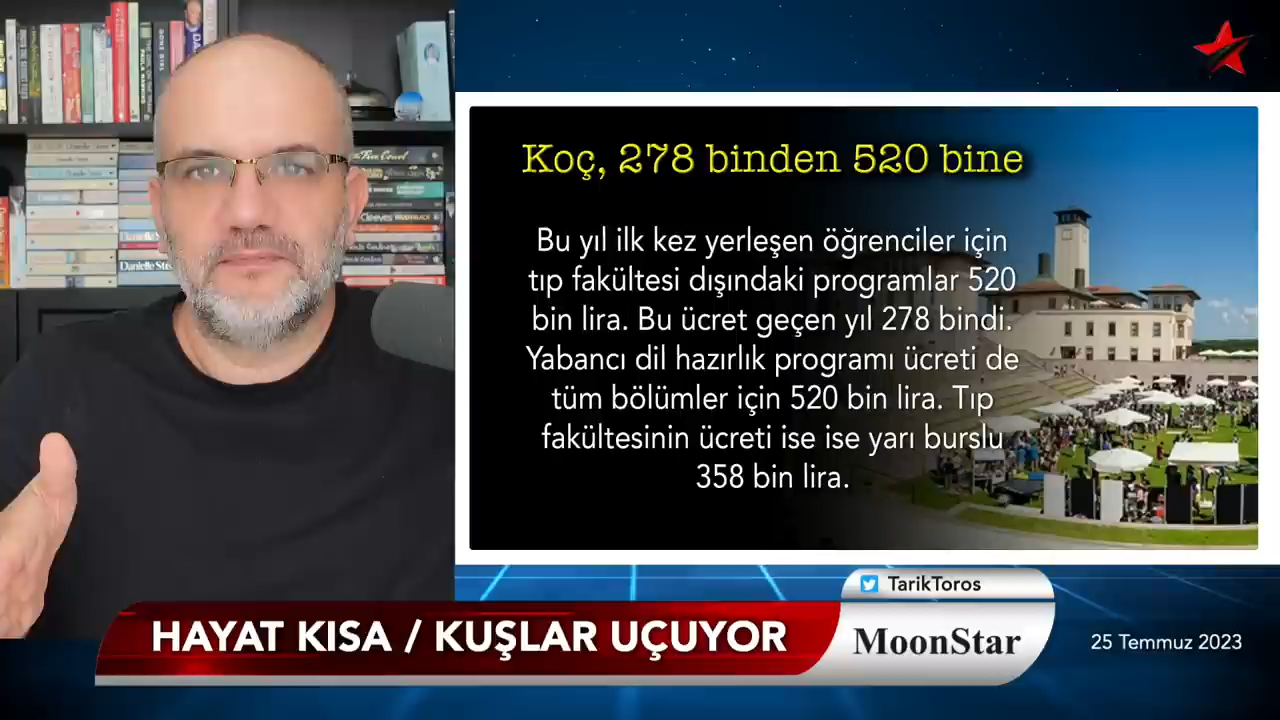 Koç, 278 binden 520 bine
Bu yıl ilk kez yerleşen öğrenciler için
tıp fakültesi dışındaki programlar 520
bin lira. Bu ücret geçen yıl 278 bindi.
Yabancı dil hazırlık programı ücreti de
tüm bölümler için 520 bin lira. Tıp
fakültesinin ücreti ise ise yarı burslu
358 bin lira.
Danielle Ste
TarikToros
HAYAT KISA / KUŞLAR UÇUYOR
MoonStar
25 Temmuz 2023